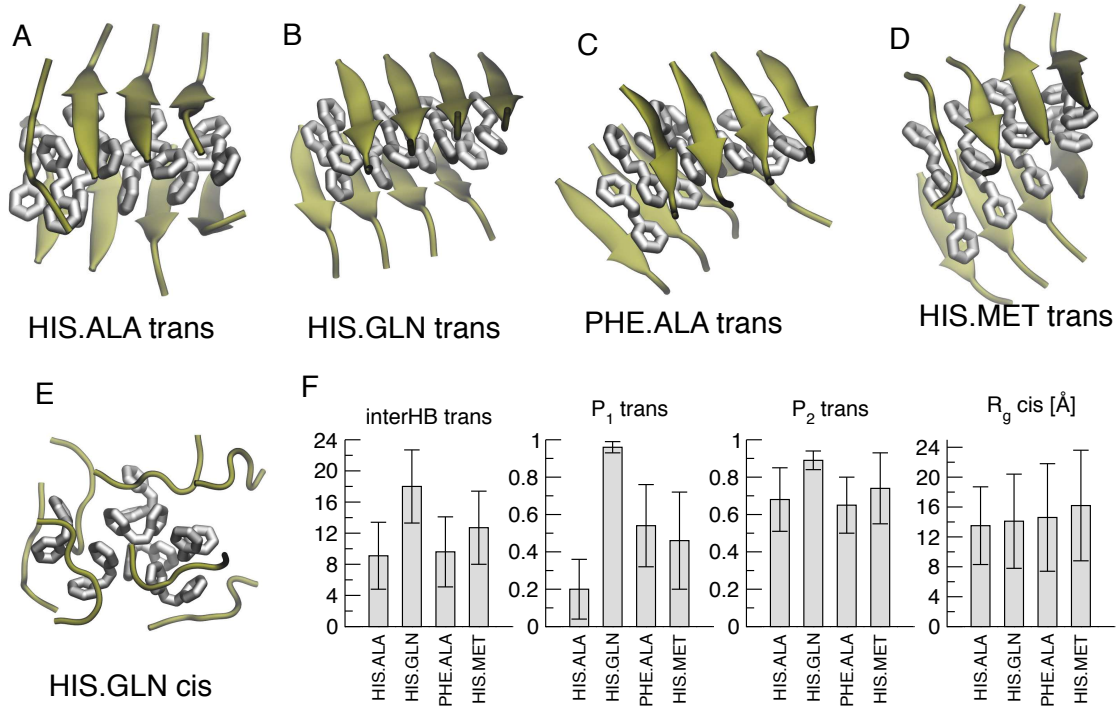 A
B
C
D
HIS.ALA trans
HIS.GLN trans
PHE.ALA trans
HIS.MET trans
E
HIS.GLN cis
F
interHB trans
24
20
16
12
8
4
0
HIS.ALA
HIS.GLN
PHE.ALA
HIS.MET
P1 trans
1
0.8
0.6
0.4
0.2
0
HIS.ALA
HIS.GLN
PHE.ALA
HIS.MET
P2 trans
1
0.8
0.6
0.4
0.2
0
HIS.ALA
HIS.GLN
PHE.ALA
HIS.MET
Rg cis [Å]
24
20
16
12
8
4
0
HIS.ALA
HIS.GLN
PHE.ALA
HIS.MET